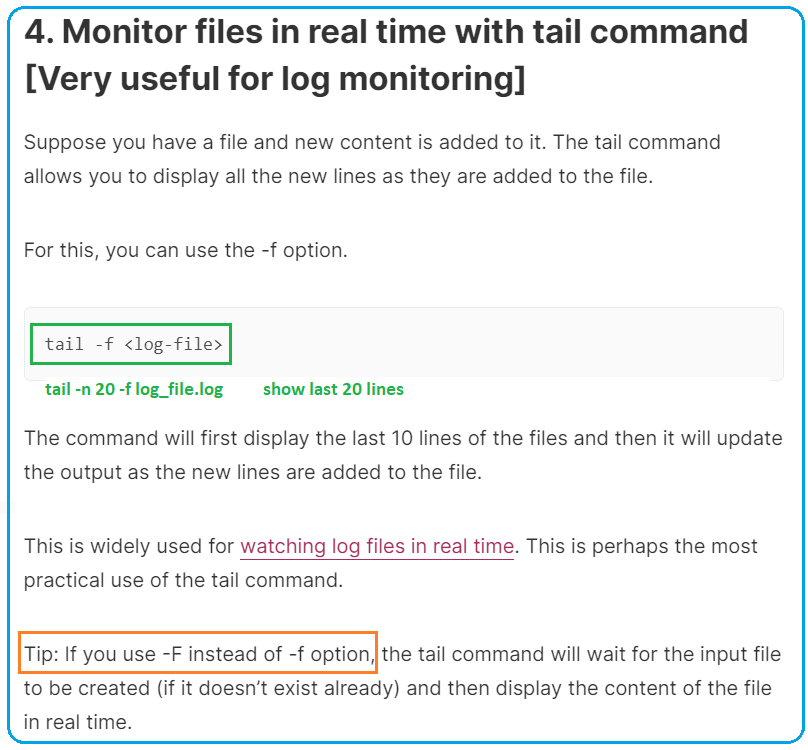 4. Monitor files in real time with tail command
[Very useful for log monitoring]
Suppose you have a file and new content is added to it. The tail command
allows you to display all the new lines as they are added to the file.
For this, you can use the -f option.
tail -f <log-file>
tail -n 20 -f log_file.log show last 20 lines
The command will first display the last 10 lines of the files and then it will update
the output as the new lines are added to the file.
This is widely used for watching log files in real time. This is perhaps the most
practical use of the tail command.
Tip: If you use -F instead of -f option, the tail command will wait for the input file
to be created (if it doesn’t exist already) and then display the content of the file
in real time.